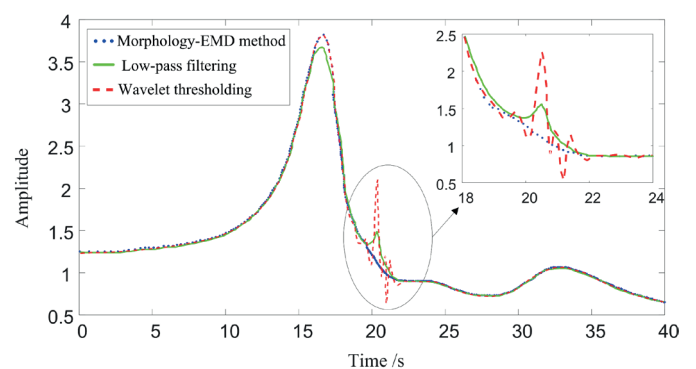 4
3.5
3
2.5
2
1.5
1
0.5
Amplitude
Morphology-EMD method
Low-pass filtering
Wavelet thresholding
2.5
2
1.5
1
0.5
18 20 22 24
0 5 10 15 20 25 30 35 40
Time /s